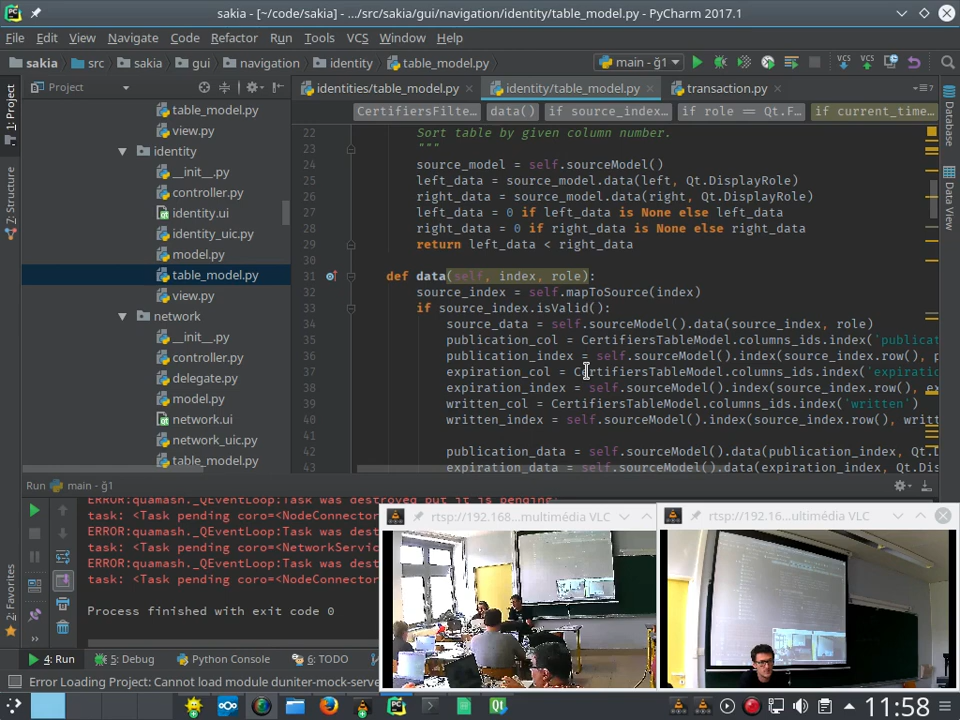 sakia - [~/code/sakia] - .../src/sakia/gui/navigation/identity/table_model.py - PyCharm 2017.1
File Edit View Navigate Code Refactor Run Tools VCS Window Help
sakia src sakia gui navigation identity table_model.py main - ğ1 VCS VCS
Project
identities/table_model.py identity/table_model.py transaction.py
CertifiersFilte... data() if source_index... if role == Qt.F... if current_time...
1: Project
7: Structure
2: Favorites
Database
Data View
table_model.py
view.py
identity
__init__.py
controller.py
identity.ui
identity_uic.py
model.py
table_model.py
view.py
network
__init__.py
controller.py
delegate.py
model.py
network.ui
network_uic.py
table_model.py
22 Sort table by given column number.
23 """
24 source_model = self.sourceModel()
25 left_data = source_model.data(left, Qt.DisplayRole)
26 right_data = source_model.data(right, Qt.DisplayRole)
27 left_data = 0 if left_data is None else left_data
28 right_data = 0 if right_data is None else right_data
29 return left_data < right_data
30
31 def data(self, index, role):
32 source_index = self.mapToSource(index)
33 if source_index.isValid():
34 source_data = self.sourceModel().data(source_index, role)
35 publication_col = CertifiersTableModel.columns_ids.index('publicat
36 publication_index = self.sourceModel().index(source_index.row(), p
37 expiration_col = CertifiersTableModel.columns_ids.index('expiratio
38 expiration_index = self.sourceModel().index(source_index.row(), ex
39 written_col = CertifiersTableModel.columns_ids.index('written')
40 written_index = self.sourceModel().index(source_index.row(), writt
41
42 publication_data = self.sourceModel().data(publication_index, Qt.D
43 expiration_data = self.sourceModel().data(expiration_index, Qt.Dis
Run main - ğ1
ERROR:quamash._QEventLoop:Task was destroyed but it is pending!
task: <Task pending coro=<NodeConnector
ERROR:quamash._QEventLoop:Task was dest
task: <Task pending coro=<NetworkServic
ERROR:quamash._QEventLoop:Task was dest
task: <Task pending coro=<NodeConnector
Process finished with exit code 0
rtsp://192.168...multimédia VLC
rtsp://192.16...ultimédia VLC
4: Run 5: Debug Python Console 6: TODO
Error Loading Project: Cannot load module duniter-mock-serve
11:58